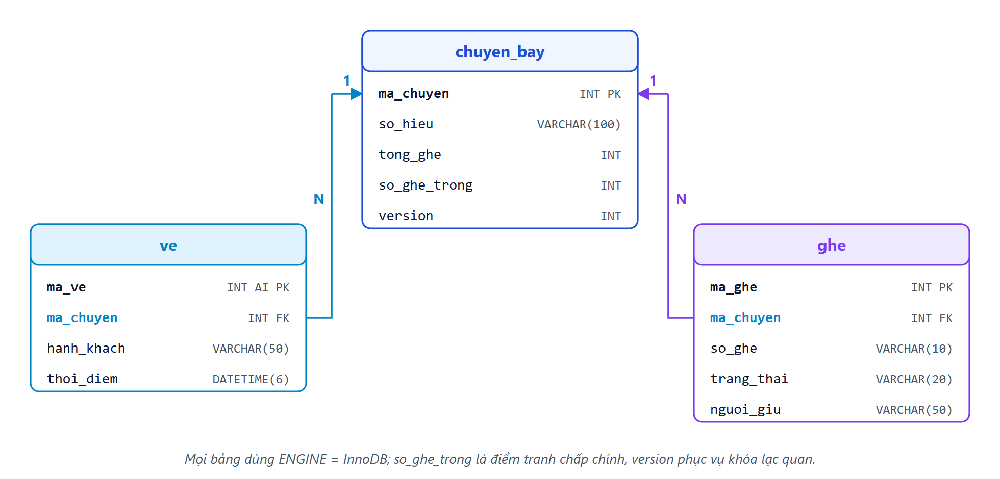 chuyen_bay
1
1
ma_chuyen INT PK
so_hieu VARCHAR(100)
tong_ghe INT
so_ghe_trong INT
version INT
N
N
ve
ma_ve INT AI PK
ma_chuyen INT FK
hanh_khach VARCHAR(50)
thoi_diem DATETIME(6)
ghe
ma_ghe INT PK
ma_chuyen INT FK
so_ghe VARCHAR(10)
trang_thai VARCHAR(20)
nguoi_giu VARCHAR(50)
Mọi bảng dùng ENGINE = InnoDB; so_ghe_trong là điểm tranh chấp chính, version phục vụ khóa lạc quan.